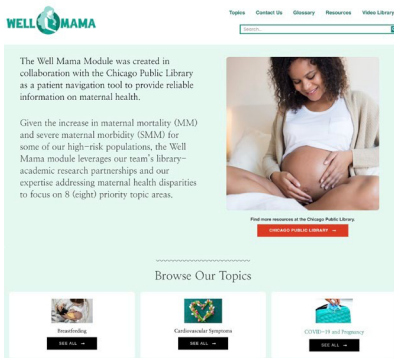 WELL MAMA
Topics Contact Us Glossary Resources Video Library
Search...
The Well Mama Module was created in
collaboration with the Chicago Public Library
as a patient navigation tool to provide reliable
information on maternal health.
Given the increase in maternal mortality (MM)
and severe maternal morbidity (SMM) for
some of our high-risk populations, the Well
Mama module leverages our team's library-
academic research partnerships and our
expertise addressing maternal health disparities
to focus on 8 (eight) priority topic areas.
Find more resources at the Chicago Public Library.
CHICAGO PUBLIC LIBRARY →
Browse Our Topics
Breastfeeding
SEE ALL →
Cardiovascular Symptoms
SEE ALL →
COVID-19 and Pregnancy
SEE ALL →